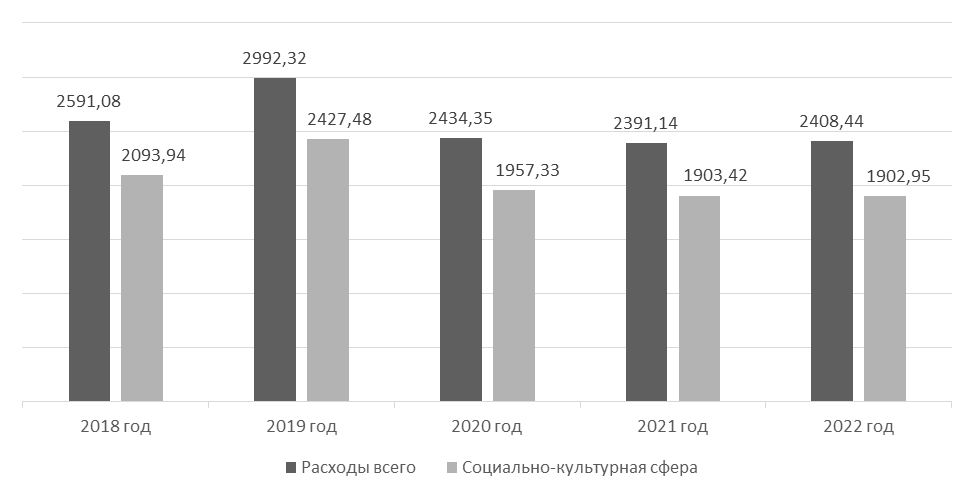 2992,32
2591,08
2427,48
2434,35
2391,14
2408,44
2093,94
1957,33
1903,42
1902,95
2018 год
2019 год
2020 год
2021 год
2022 год
Расходы всего
Социально-культурная сфера